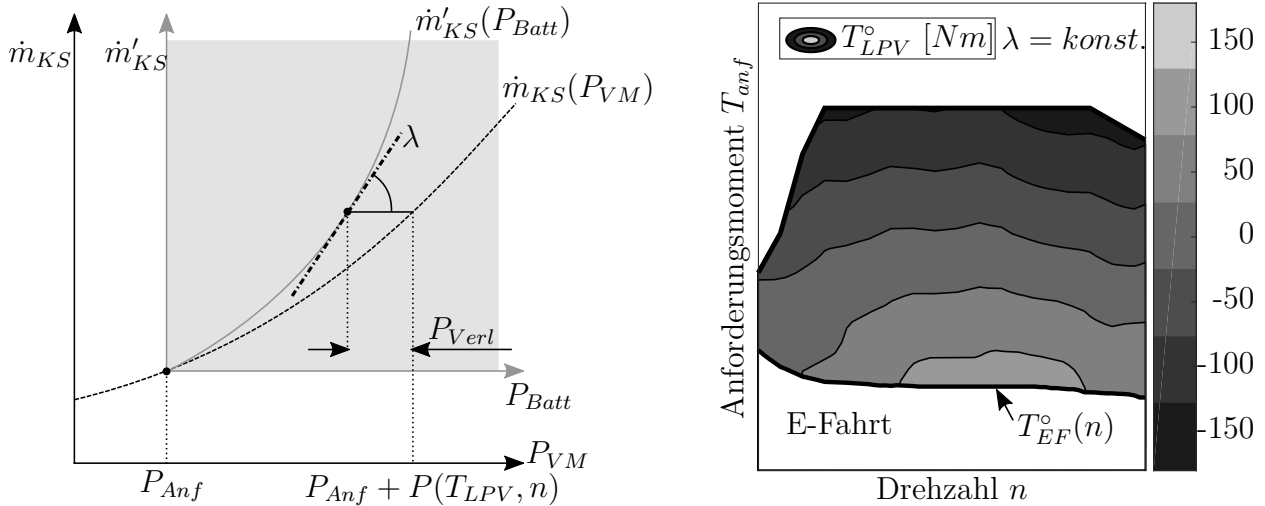 ṁ_KS
ṁ′_KS
ṁ′_KS(P_Batt)
ṁ_KS(P_VM)
λ
P_Verl
P_Batt
P_VM
P_Anf
P_Anf + P(T_LPV, n)
T°_LPV [Nm] λ = konst.
Anforderungsmoment T_anf
E-Fahrt
T°_EF(n)
Drehzahl n
150
100
50
0
-50
-100
-150